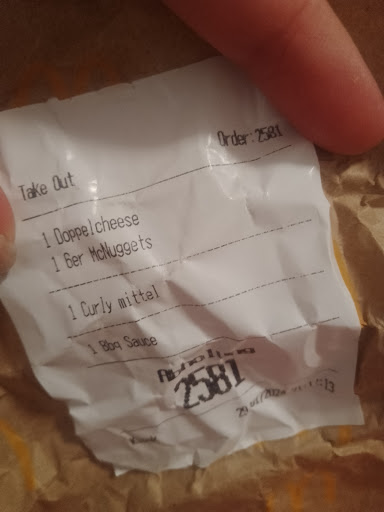 Order: 2581
Take Out
1 Doppelcheese
1 6er McNuggets
1 Curly mittel
1 Bbq Sauce
2581